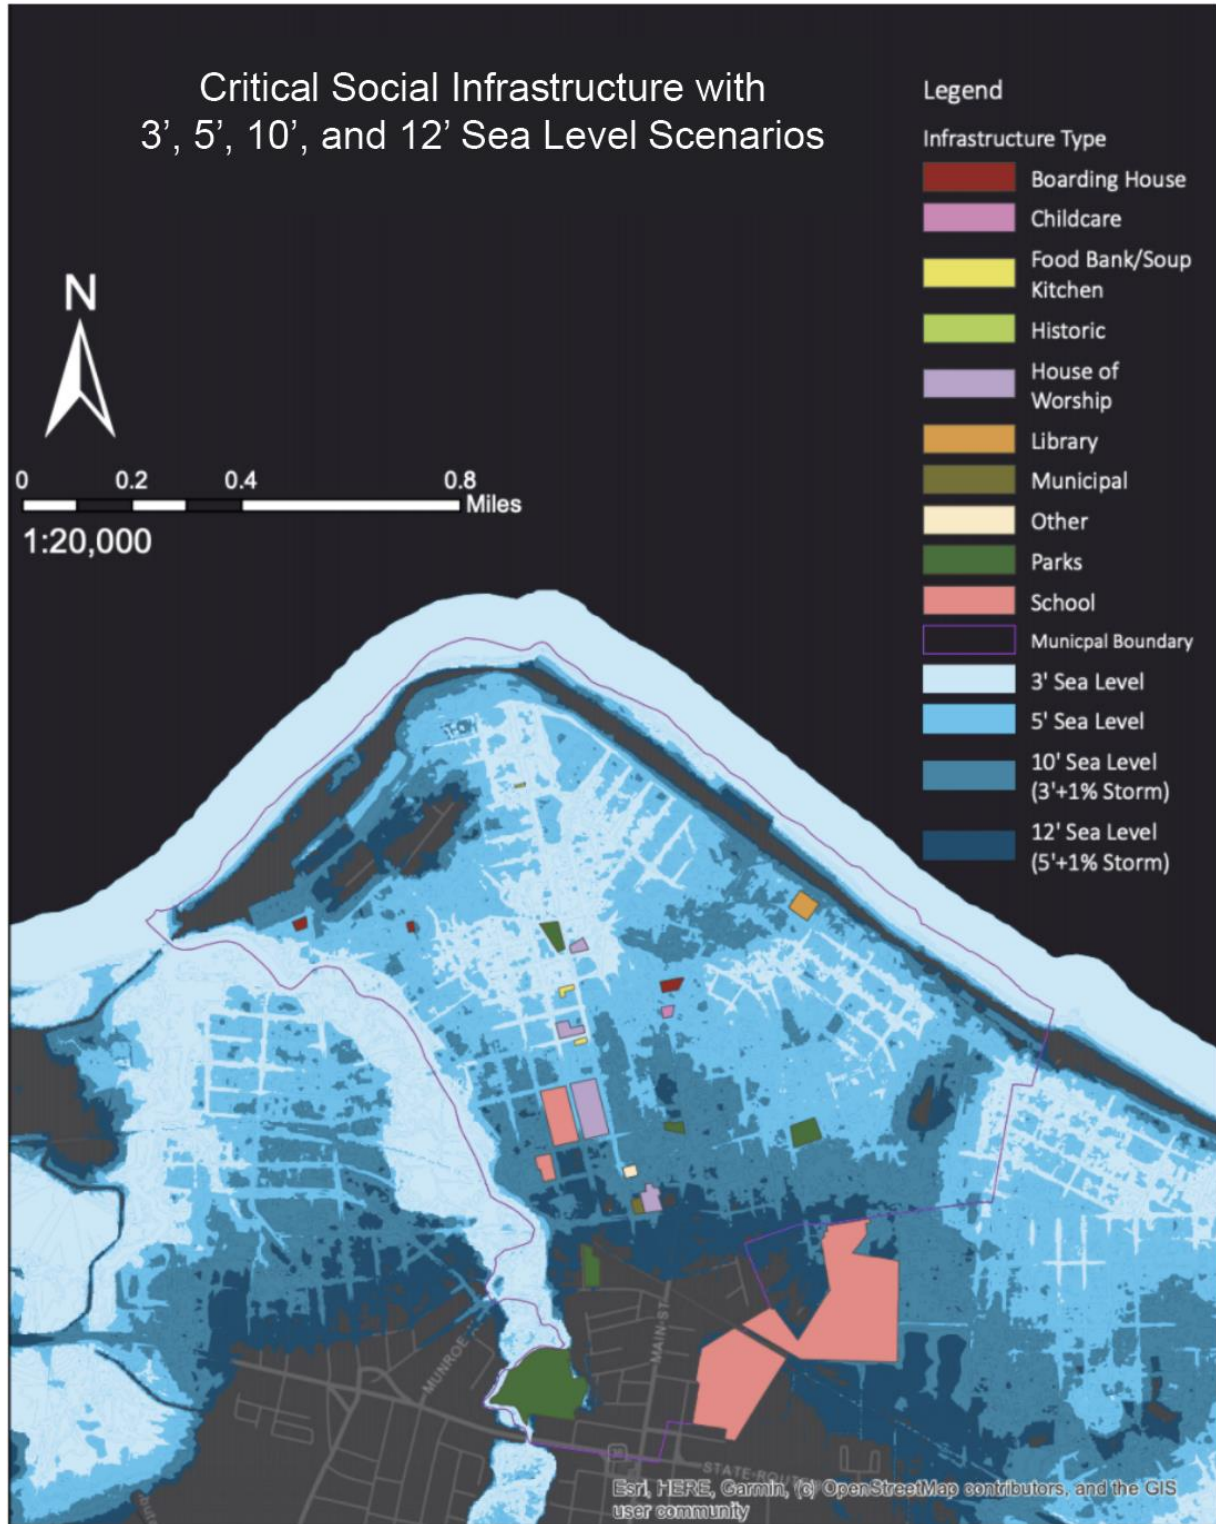 Critical Social Infrastructure with
3’, 5’, 10’, and 12’ Sea Level Scenarios
Legend
Infrastructure Type
Boarding House
Childcare
Food Bank/Soup
Kitchen
Historic
House of
Worship
Library
Municipal
Other
Parks
School
Municpal Boundary
3' Sea Level
5' Sea Level
10' Sea Level
(3'+1% Storm)
12' Sea Level
(5'+1% Storm)
N
0 0.2 0.4 0.8
Miles
1:20,000
MUNROE
MAIN ST
36
STATE-ROUTE
Esri, HERE, Garmin, (c) OpenStreetMap contributors, and the GIS
user community